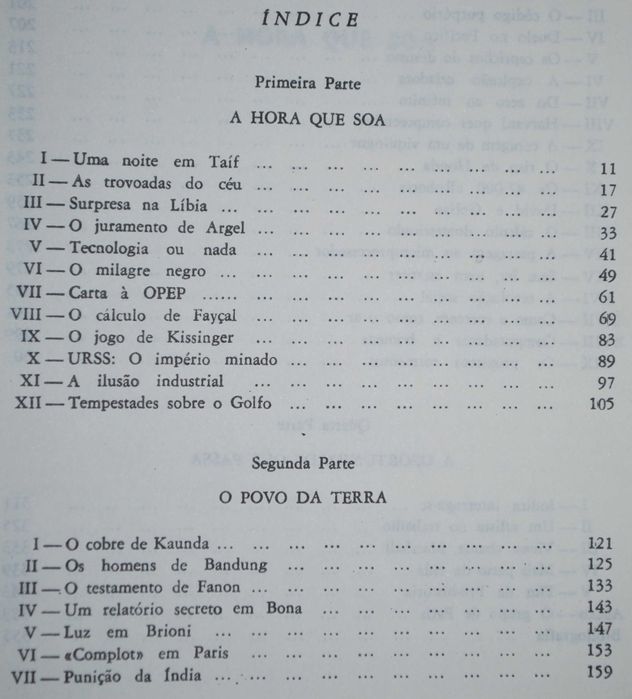 ÍNDICE
Primeira Parte
A HORA QUE SOA
I — Uma noite em Taíf ... ... ... ... ... ... ... ... ... 11
II — As trovoadas do céu ... ... ... ... ... ... ... ... ... 17
III — Surpresa na Líbia ... ... ... ... ... ... ... ... ... 27
IV — O juramento de Argel ... ... ... ... ... ... ... ... 33
V — Tecnologia ou nada ... ... ... ... ... ... ... ... ... 41
VI — O milagre negro ... ... ... ... ... ... ... ... ... 49
VII — Carta à OPEP ...... ... ... ... ... ... ... ... ... 61
VIII — O cálculo de Fayçal ... ... ... ... ... ... ... ... 69
IX — O jogo de Kissinger ... ... ... ... ... ... ... ... 83
X — URSS: O império minado ... ... ... ... ... ... ... 89
XI — A ilusão industrial ... ... ... ... ... ... ... ... 97
XII — Tempestades sobre o Golfo ... ... ... ... ... ... ... 105
Segunda Parte
O POVO DA TERRA
I — O cobre de Kaunda ... ... ... ... ... ... ... ... ... 121
II — Os homens de Bandung ... ... ... ... ... ... ... 125
III — O testamento de Fanon ... ... ... ... ... ... ... 133
IV — Um relatório secreto em Bona ... ... ... ... ... ... 143
V — Luz em Brioni ... ... ... ... ... ... ... ... ... 147
VI — «Complot» em Paris ... ... ... ... ... ... ... ... 153
VII — Punição da Índia ... ... ... ... ... ... ... ... ... 159